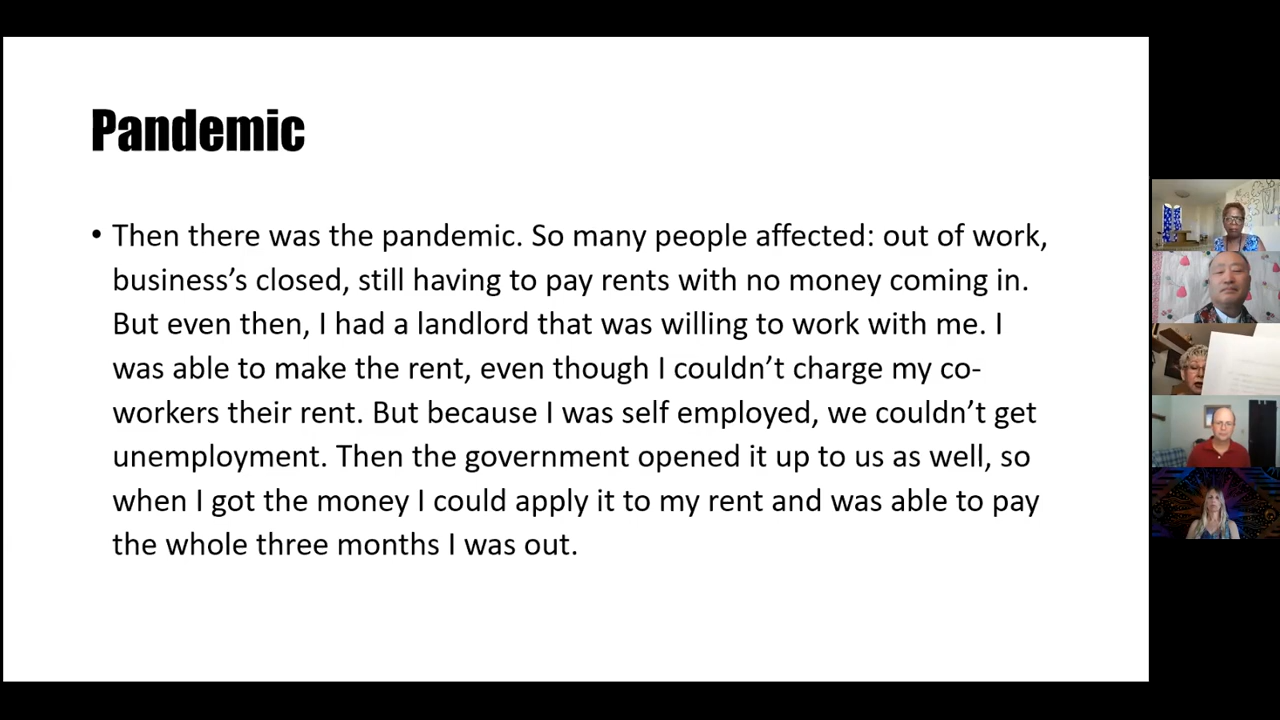 Pandemic
• Then there was the pandemic. So many people affected: out of work,
business’s closed, still having to pay rents with no money coming in.
But even then, I had a landlord that was willing to work with me. I
was able to make the rent, even though I couldn’t charge my co-
workers their rent. But because I was self employed, we couldn’t get
unemployment. Then the government opened it up to us as well, so
when I got the money I could apply it to my rent and was able to pay
the whole three months I was out.